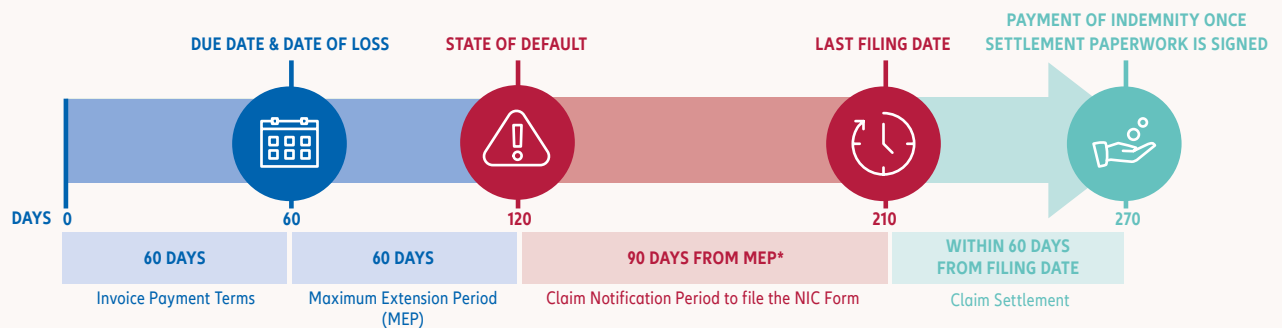 PAYMENT OF INDEMNITY ONCE
SETTLEMENT PAPERWORK IS SIGNED
DUE DATE & DATE OF LOSS
STATE OF DEFAULT
LAST FILING DATE
DAYS 0 60 120 210 270
60 DAYS
Invoice Payment Terms
60 DAYS
Maximum Extension Period
(MEP)
90 DAYS FROM MEP*
Claim Notification Period to file the NIC Form
WITHIN 60 DAYS
FROM FILING DATE
Claim Settlement